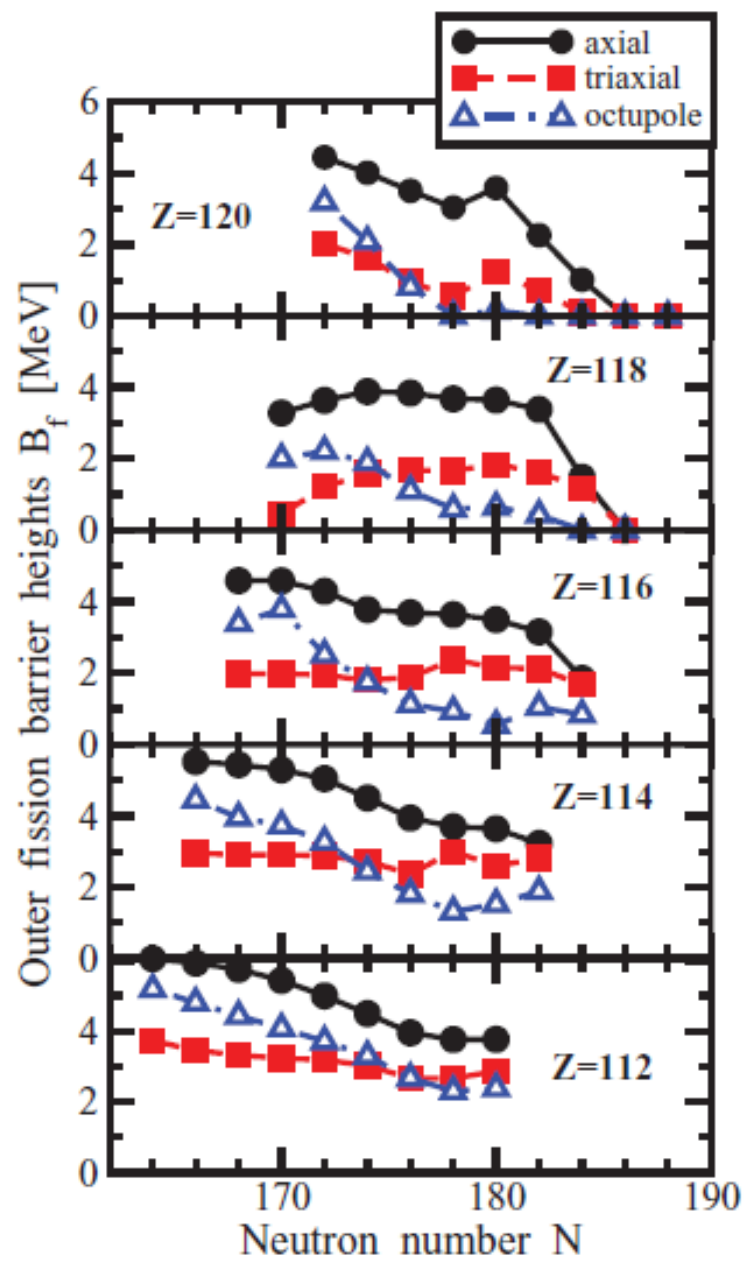 axial
triaxial
octupole
6
4
2
0
Z=120
4
2
0
Z=118
4
2
0
Z=116
4
2
0
Z=114
4
2
0
Z=112
170
180
190
Outer fission barrier heights B_f [MeV]
Neutron number N